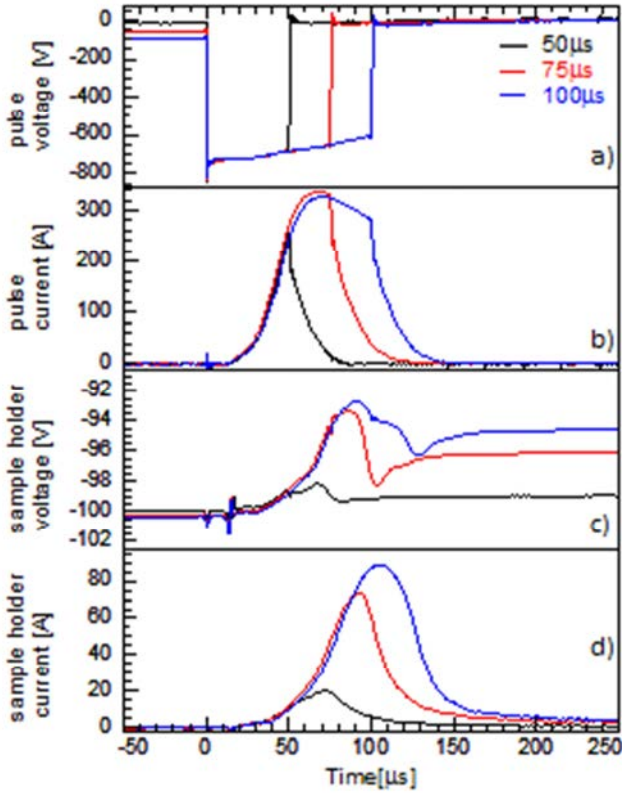 0
-200
-400
-600
-800
pulse
voltage [V]
50μs
75μs
100μs
a)
300
200
100
0
pulse
current [A]
b)
-92
-94
-96
-98
-100
-102
sample holder
voltage [V]
c)
80
60
40
20
0
sample holder
current [A]
d)
-50 0 50 100 150 200 250
Time[μs]